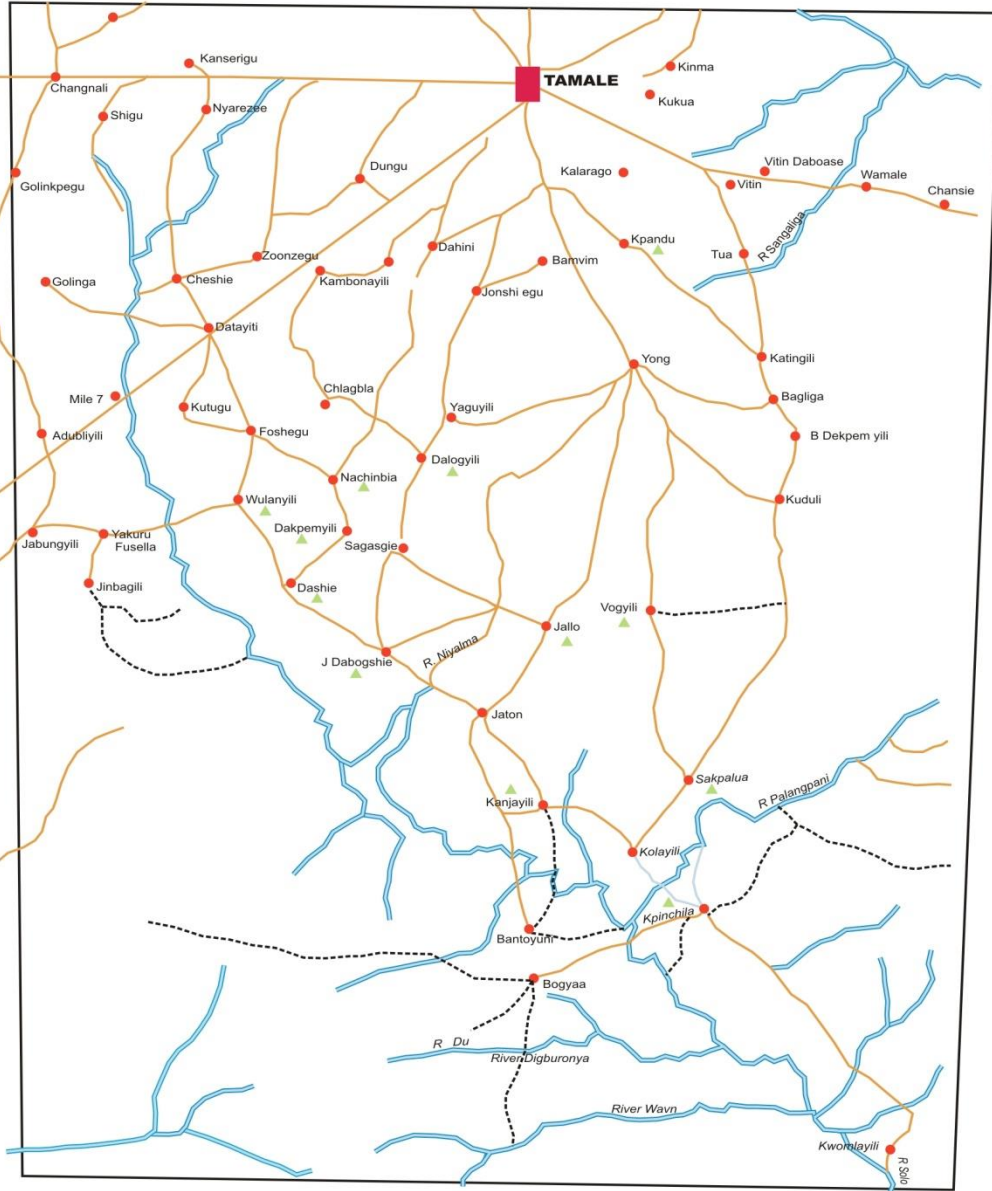 Kanserigu
TAMALE
Kinma
Changnali
Kukua
Shigu
Nyarezee
Dungu
Kalarago
Vitin Daboase
Wamale
Golinkpegu
Vitin
Chansie
R Sangaliga
Kpandu
Dahini
Tua
Zoonzegu
Bamvim
Golinga
Cheshie
Kambonayili
Jonshi egu
Datayiti
Yong
Katingili
Chlagbla
Mile 7
Kutugu
Yaguyili
Bagliga
Adubliyili
Foshegu
B Dekpem yili
Dalogyili
Nachinbia
Wulanyili
Kuduli
Dakpemyili
Jabungyili
Yakuru
Fusella
Sagasgie
Jinbagili
Dashie
Vogyili
Jallo
R. Niyalma
J Dabogshie
Jaton
Sakpalua
R Palangpani
Kanjayili
Kolayili
Kpinchila
Bantoyuni
Bogyaa
R Du
River Digburonya
River Wavn
Kwomlayili
R Solo